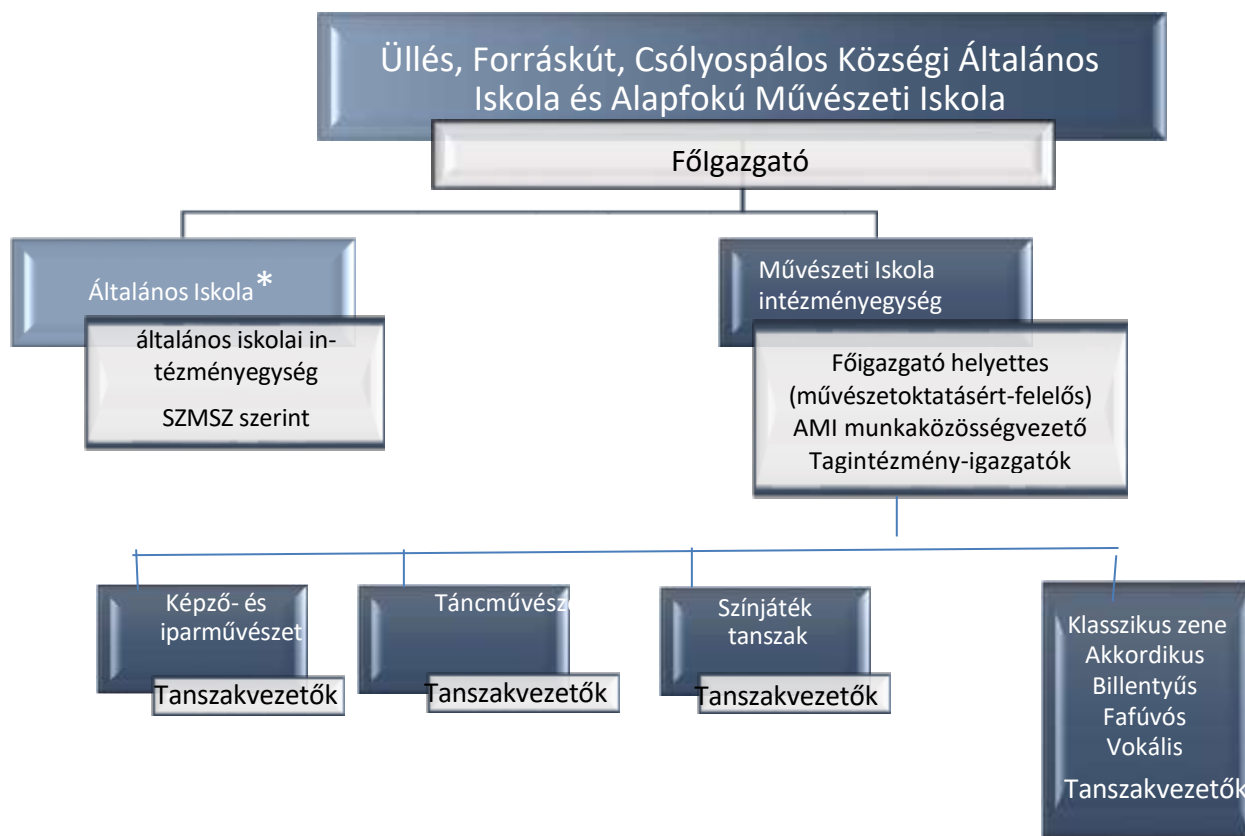 Üllés, Forráskút, Csólyospálos Községi Általános
Iskola és Alapfokú Művészeti Iskola
FőIgazgató
Általános Iskola*
általános iskolai in-
tézményegység
SZMSZ szerint
Művészeti Iskola
intézményegység
Főigazgató helyettes
(művészetoktatásért-felelős)
AMI munkaközösségvezető
Tagintézmény-igazgatók
Képző- és
iparművészet
Tanszakvezetők
Táncművésze
Tanszakvezetők
Színjáték
tanszak
Tanszakvezetők
Klasszikus zene
Akkordikus
Billentyűs
Fafúvós
Vokális
Tanszakvezetők